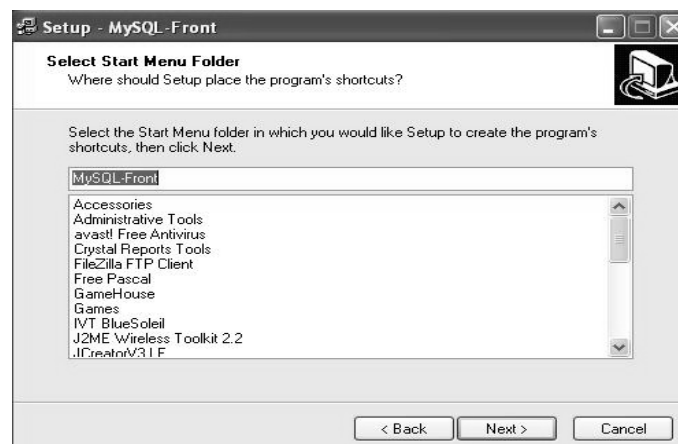 Setup - MySQL-Front
Select Start Menu Folder
Where should Setup place the program's shortcuts?
Select the Start Menu folder in which you would like Setup to create the program's
shortcuts, then click Next.
MySQL-Front
Accessories
Administrative Tools
avast! Free Antivirus
Crystal Reports Tools
FileZilla FTP Client
Free Pascal
GameHouse
Games
IVT BlueSoleil
J2ME Wireless Toolkit 2.2
JCreatorV3 LE
< Back Next > Cancel